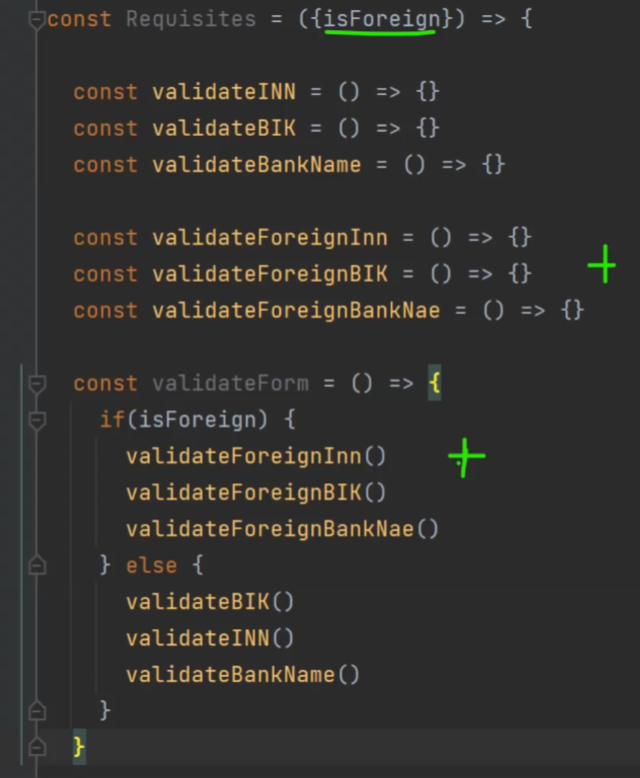 const Requisites = ({isForeign}) => {
const validateINN = () => {}
const validateBIK = () => {}
const validateBankName = () => {}
const validateForeignInn = () => {}
const validateForeignBIK = () => {}
const validateForeignBankNae = () => {}
const validateForm = () => {
if(isForeign) {
validateForeignInn()
validateForeignBIK()
validateForeignBankNae()
} else {
validateBIK()
validateINN()
validateBankName()
}
}